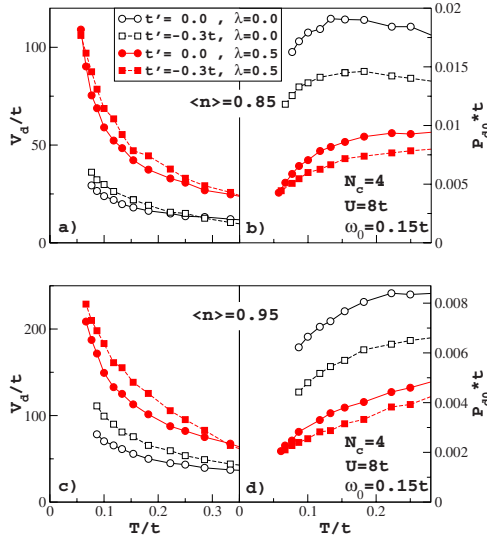 t'= 0.0 , λ=0.0
t'=-0.3t, λ=0.0
t'= 0.0 , λ=0.5
t'=-0.3t, λ=0.5
<n>=0.85
V_d/t
100
50
0
a)
b)
N_c=4
U=8t
ω_0=0.15t
0.02
0.015
0.01
0.005
0
P_d0*t
<n>=0.95
V_d/t
200
100
0
c)
d)
N_c=4
U=8t
ω_0=0.15t
0.008
0.006
0.004
0.002
0
P_d0*t
0 0.1 0.2 0.3 0.1 0.2
T/t T/t